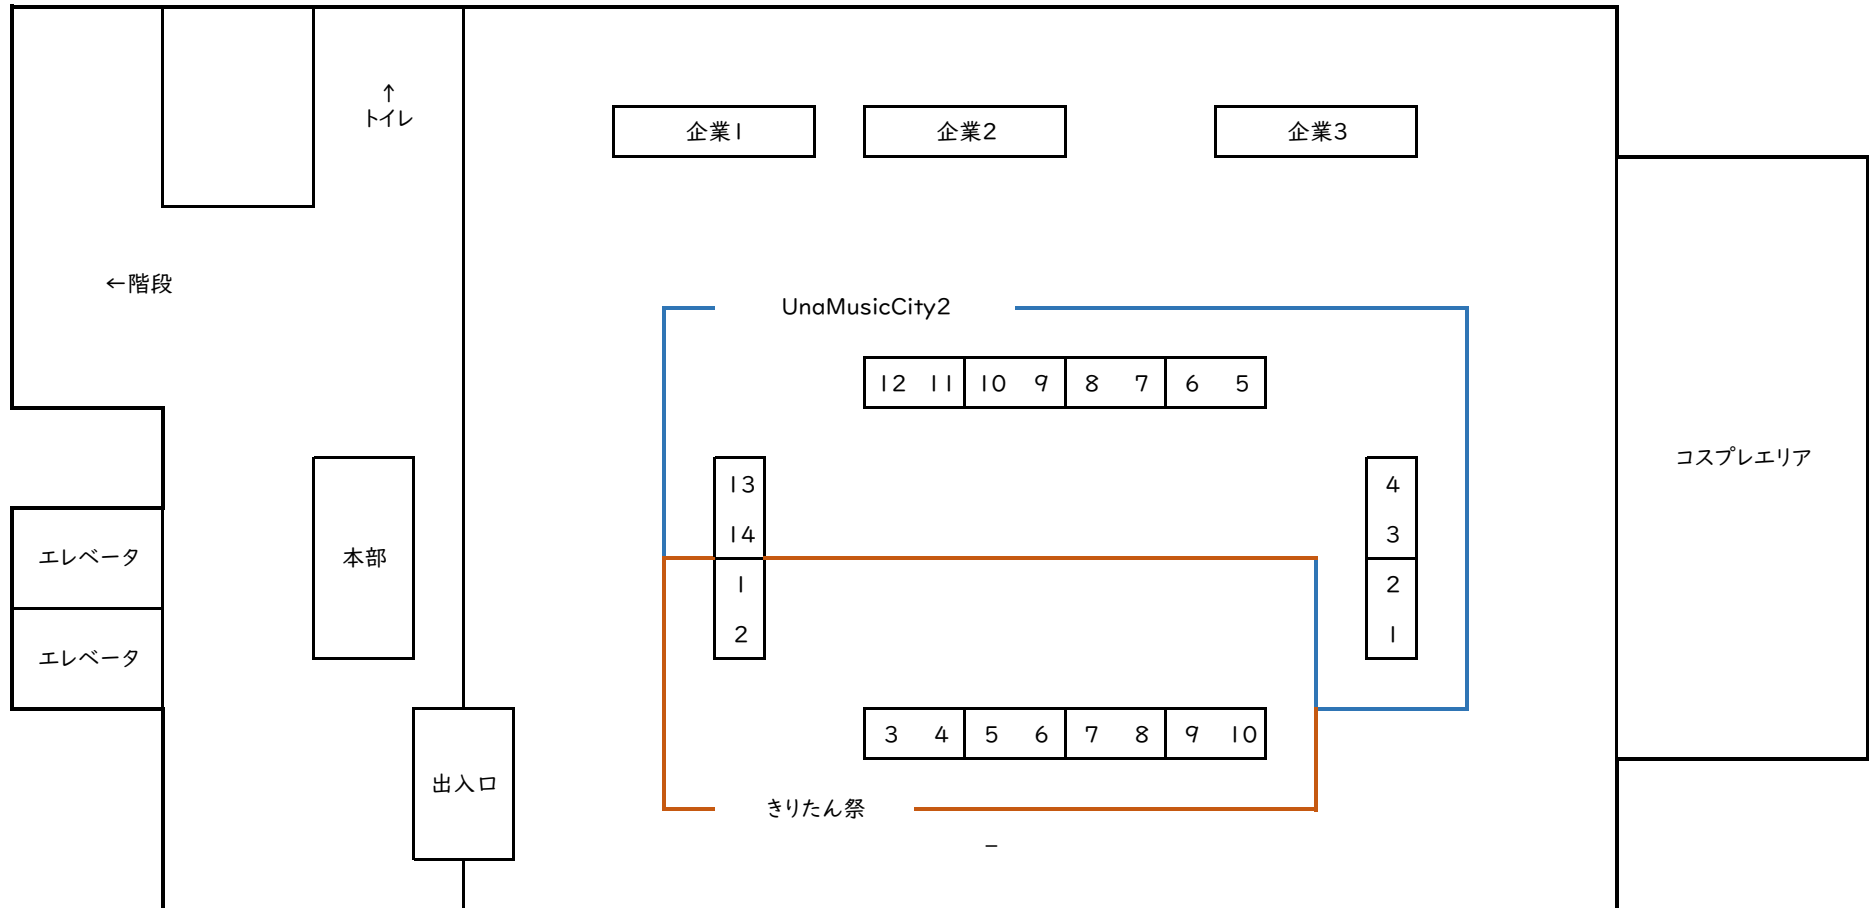 ↑
トイレ
企業1
企業2
企業3
←階段
UnaMusicCity2
12 11 10 9 8 7 6 5
13
14
1
2
4
3
2
1
コスプレエリア
エレベータ
エレベータ
本部
3 4 5 6 7 8 9 10
出入口
きりたん祭
–